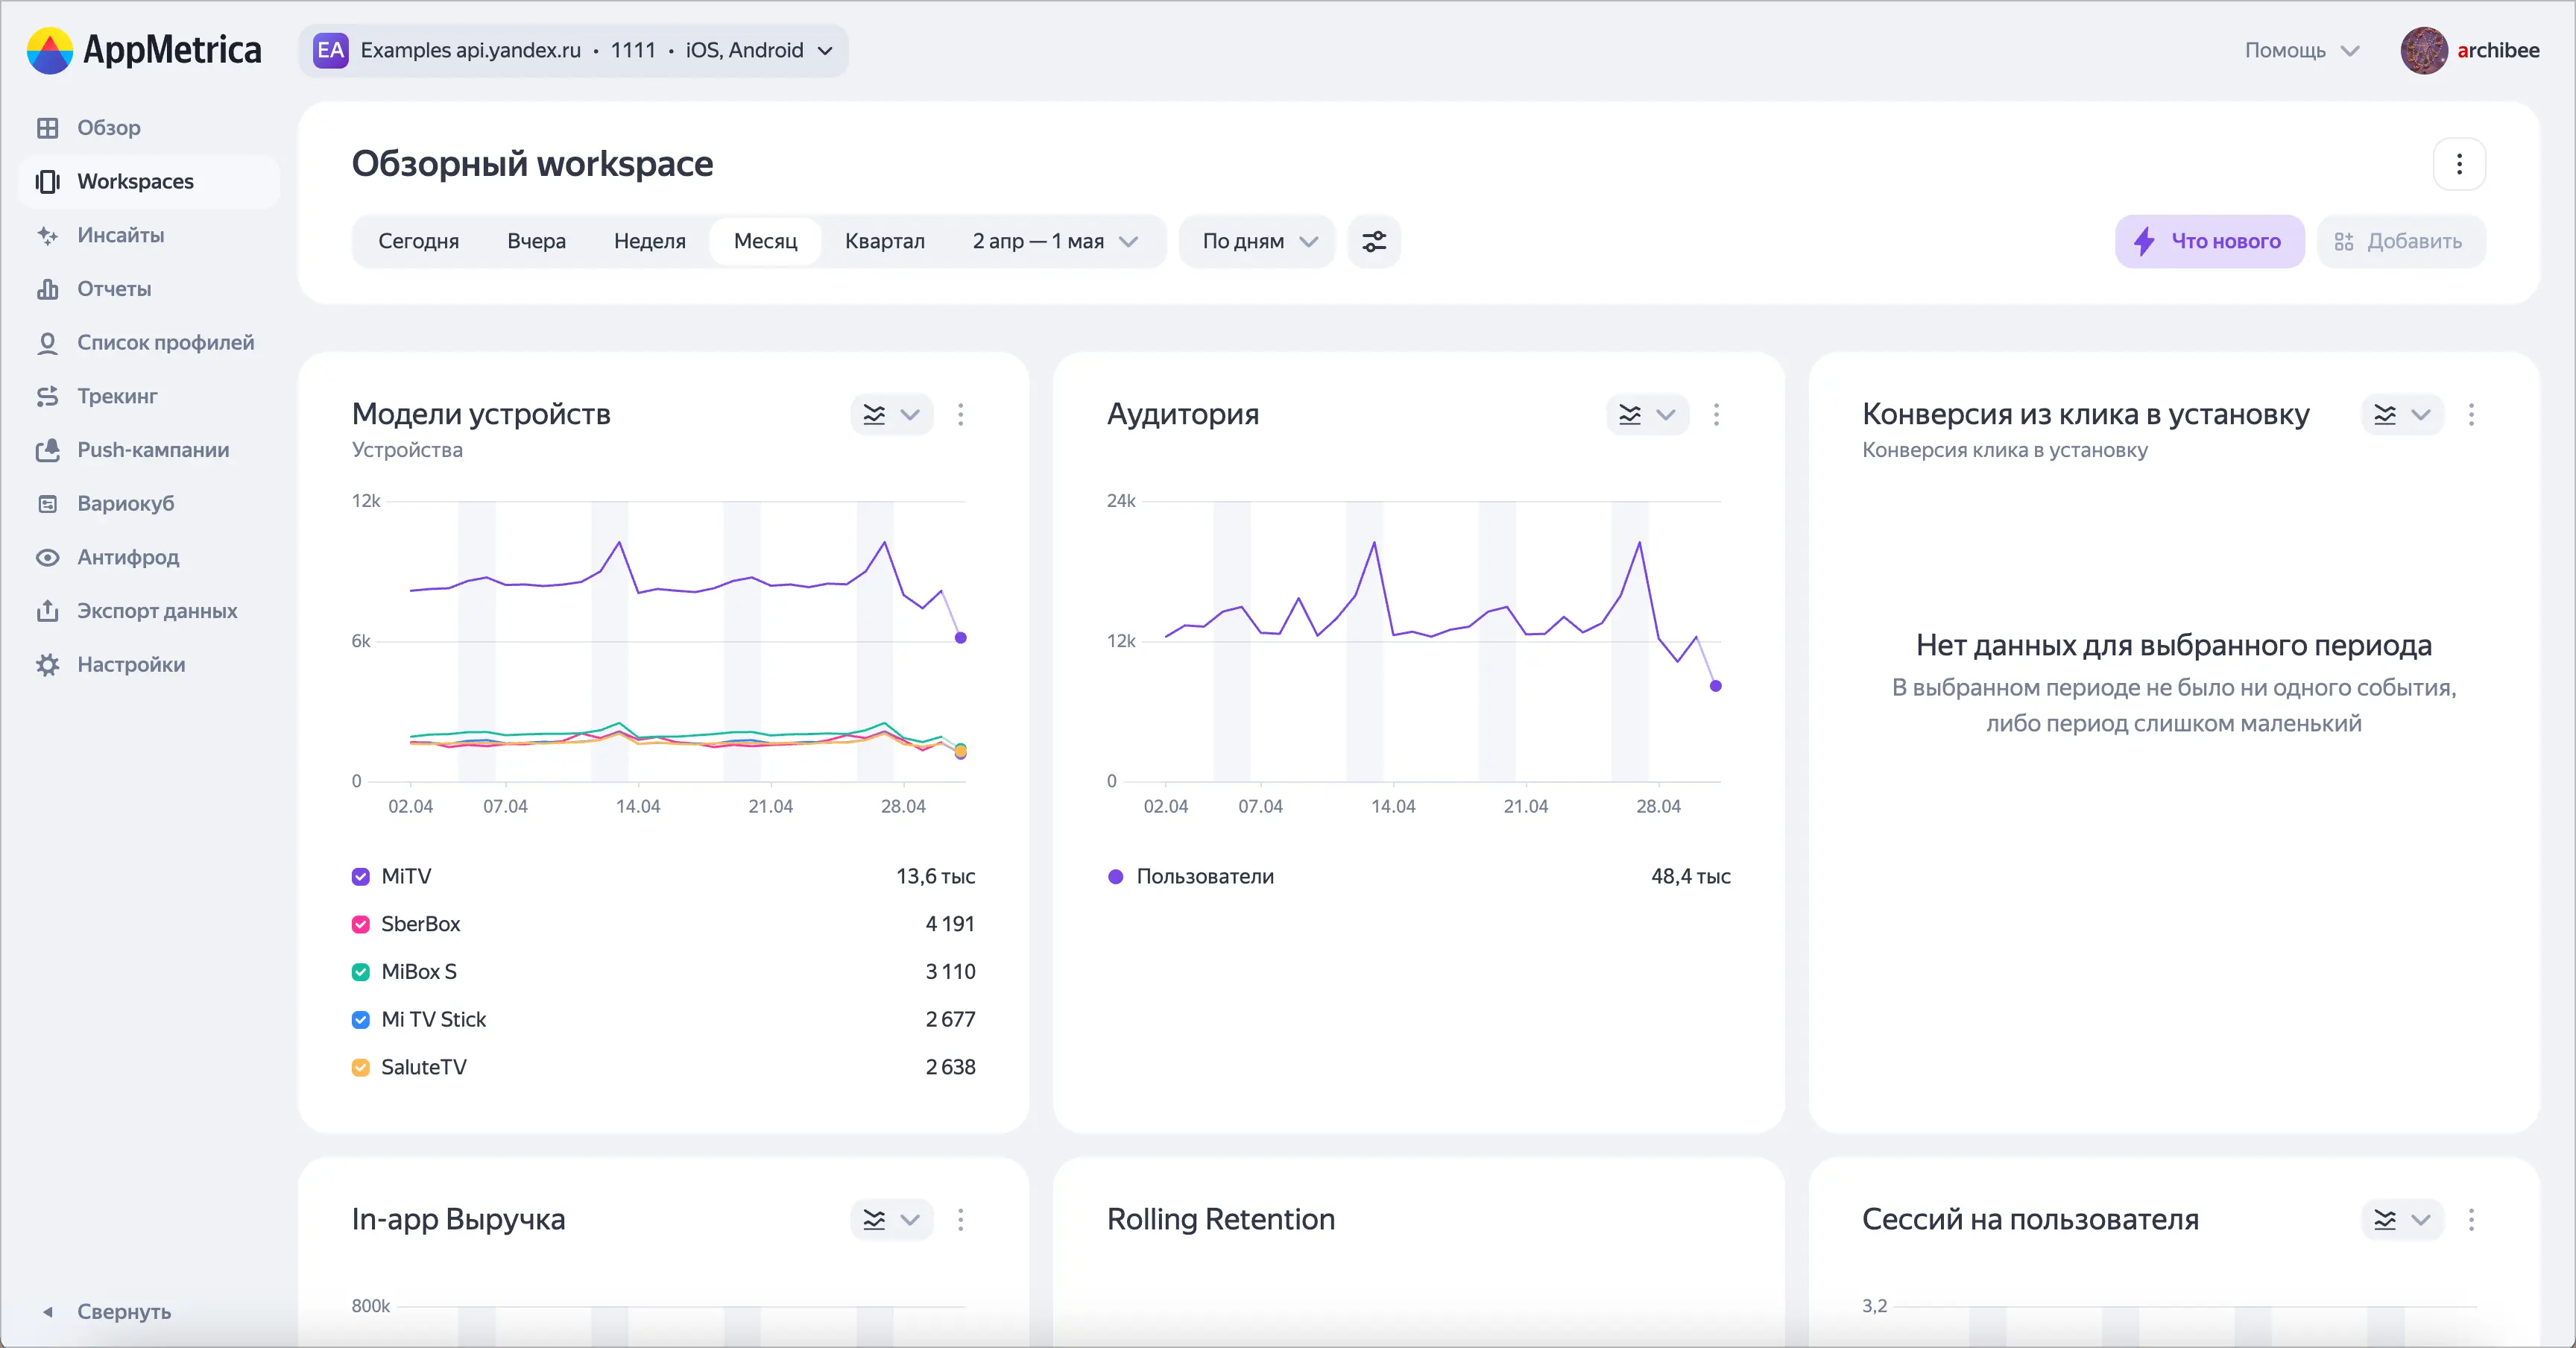 AppMetrica
EA Examples api.yandex.ru • 1111 • iOS, Android
Помощь
archibee
Обзор
Workspaces
Инсайты
Отчеты
Список профилей
Трекинг
Push-кампании
Вариокуб
Антифрод
Экспорт данных
Настройки
Свернуть
Обзорный workspace
Сегодня Вчера Неделя Месяц Квартал 2 апр — 1 мая По дням
Что нового Добавить
Модели устройств
Устройства
12k
6k
0
02.04 07.04 14.04 21.04 28.04
MiTV 13,6 тыс
SberBox 4 191
MiBox S 3 110
Mi TV Stick 2 677
SaluteTV 2 638
Аудитория
24k
12k
0
02.04 07.04 14.04 21.04 28.04
Пользователи 48,4 тыс
Конверсия из клика в установку
Конверсия клика в установку
Нет данных для выбранного периода
В выбранном периоде не было ни одного события,
либо период слишком маленький
In-app Выручка
800k
Rolling Retention
Сессий на пользователя
3,2